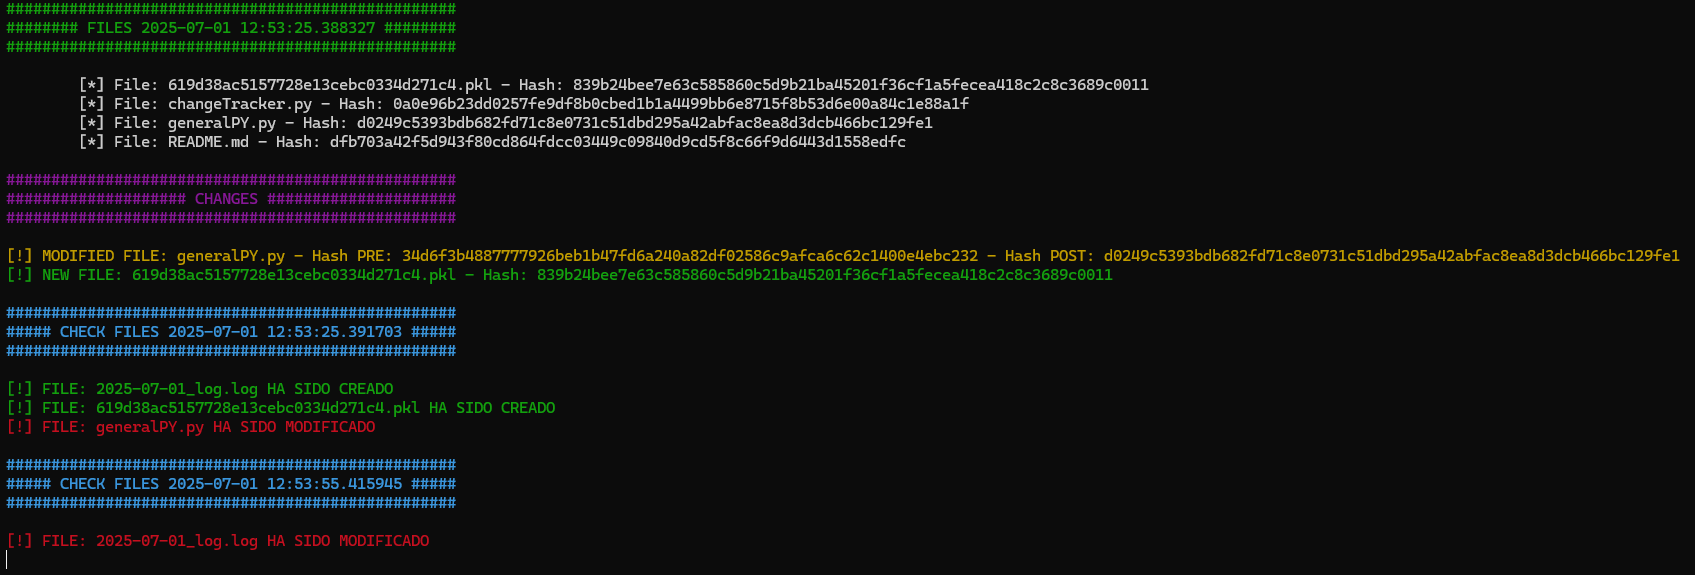 ##################################################
######## FILES 2025-07-01 12:53:25.388327 ########
##################################################
[*] File: 619d38ac5157728e13cebc0334d271c4.pkl - Hash: 839b24bee7e63c585860c5d9b21ba45201f36cf1a5fecea418c2c8c3689c0011
[*] File: changeTracker.py - Hash: 0a0e96b23dd0257fe9df8b0cbed1b1a4499bb6e8715f8b53d6e00a84c1e88a1f
[*] File: generalPY.py - Hash: d0249c5393bdb682fd71c8e0731c51dbd295a42abfac8ea8d3dcb466bc129fe1
[*] File: README.md - Hash: dfb703a42f5d943f80cd864fdcc03449c09840d9cd5f8c66f9d6443d1558edfc
##################################################
#################### CHANGES #####################
##################################################
[!] MODIFIED FILE: generalPY.py - Hash PRE: 34d6f3b4887777926beb1b47fd6a240a82df02586c9afca6c62c1400e4ebc232 - Hash POST: d0249c5393bdb682fd71c8e0731c51dbd295a42abfac8ea8d3dcb466bc129fe1
[!] NEW FILE: 619d38ac5157728e13cebc0334d271c4.pkl - Hash: 839b24bee7e63c585860c5d9b21ba45201f36cf1a5fecea418c2c8c3689c0011
##################################################
##### CHECK FILES 2025-07-01 12:53:25.391703 #####
##################################################
[!] FILE: 2025-07-01_log.log HA SIDO CREADO
[!] FILE: 619d38ac5157728e13cebc0334d271c4.pkl HA SIDO CREADO
[!] FILE: generalPY.py HA SIDO MODIFICADO
##################################################
##### CHECK FILES 2025-07-01 12:53:55.415945 #####
##################################################
[!] FILE: 2025-07-01_log.log HA SIDO MODIFICADO